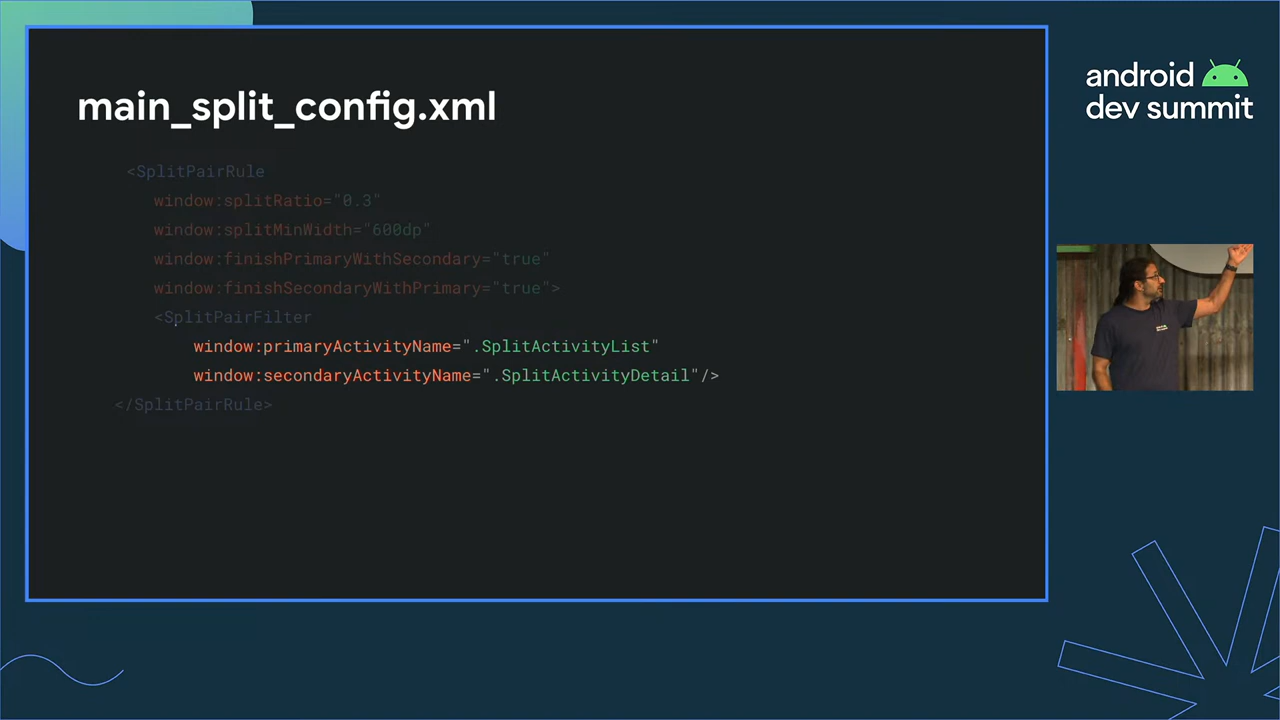 main_split_config.xml
<SplitPairRule
window:splitRatio="0.3"
window:splitMinWidth="600dp"
window:finishPrimaryWithSecondary="true"
window:finishSecondaryWithPrimary="true">
<SplitPairFilter
window:primaryActivityName=".SplitActivityList"
window:secondaryActivityName=".SplitActivityDetail"/>
</SplitPairRule>
android
dev summit